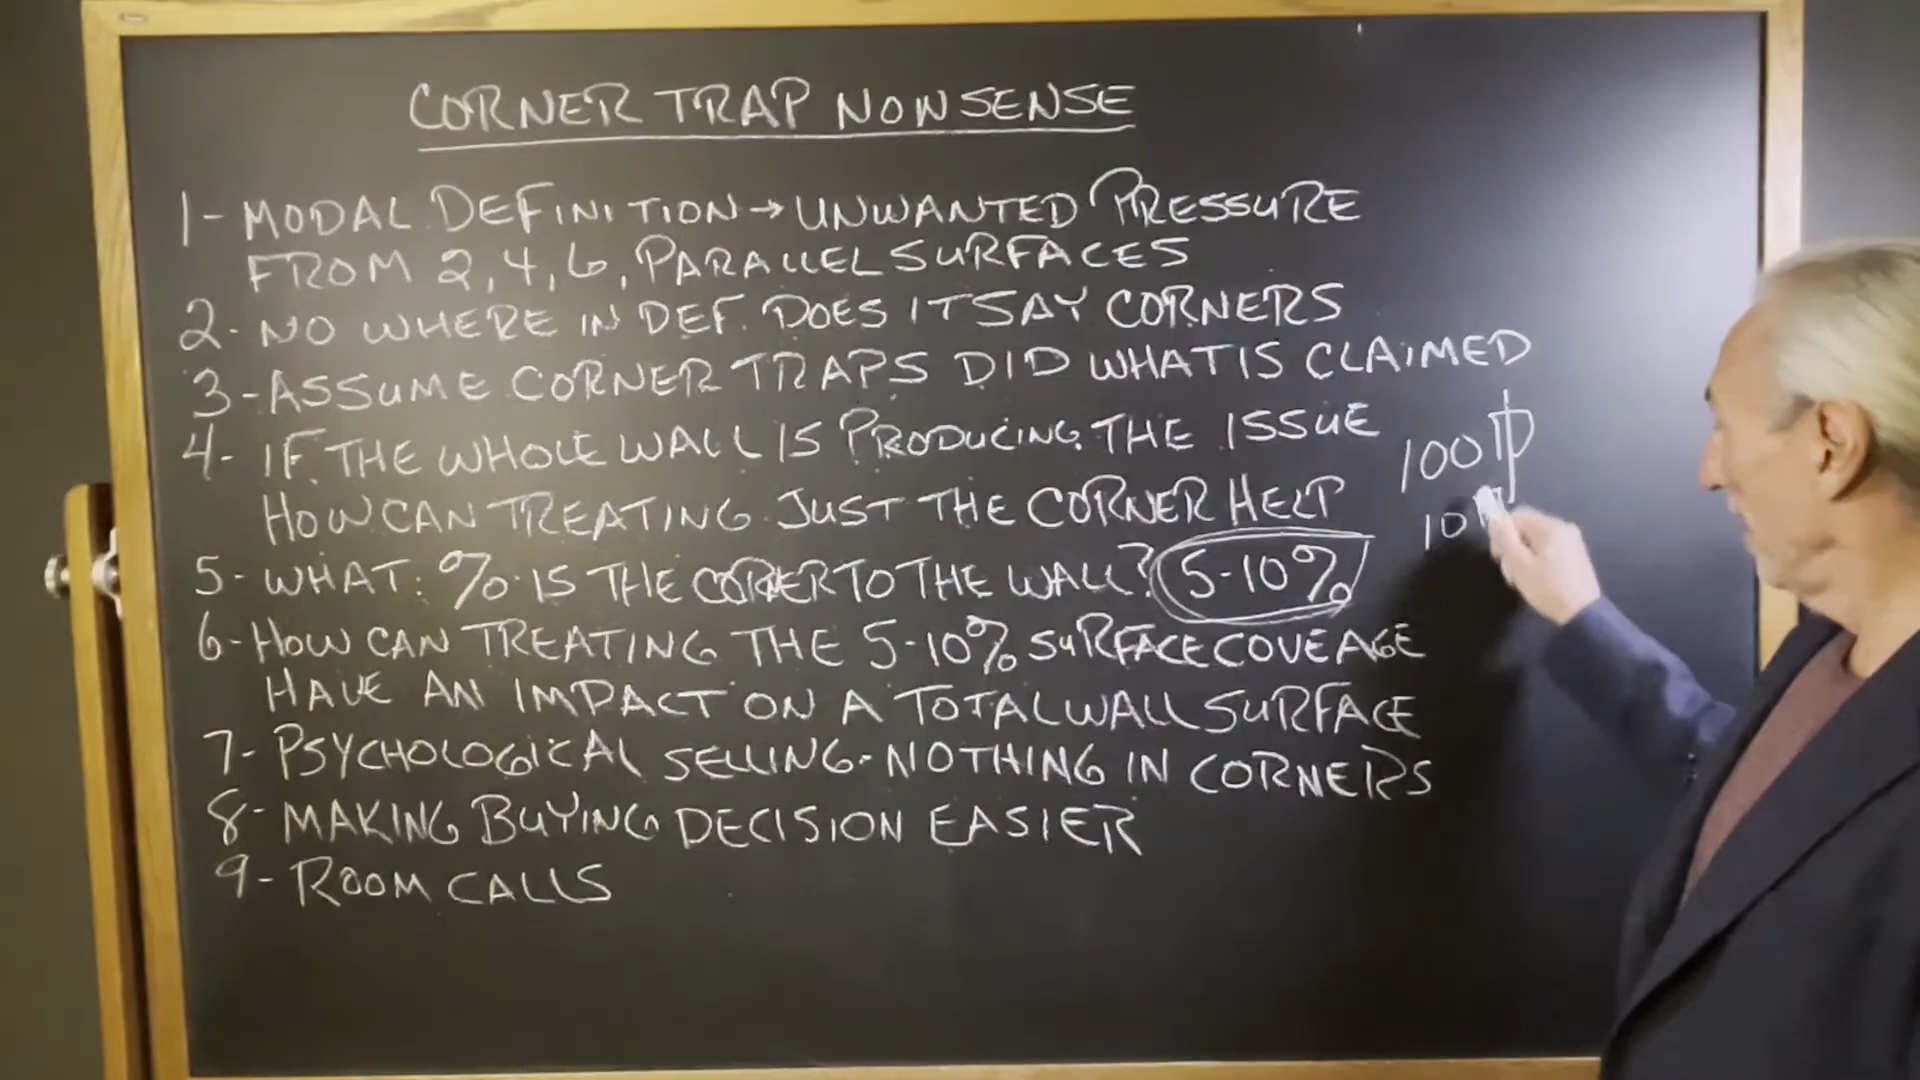 CORNER TRAP NONSENSE
1- MODAL DEFINITION → UNWANTED PRESSURE
FROM 2, 4, 6, PARALLEL SURFACES
2- NO WHERE IN DEF. DOES IT SAY CORNERS
3- ASSUME CORNER TRAPS DID WHAT IS CLAIMED
4- IF THE WHOLE WALL IS PRODUCING THE ISSUE
100
HOW CAN TREATING JUST THE CORNER HELP
10
5- WHAT % IS THE CORER TO THE WALL? 5-10%
6- HOW CAN TREATING THE 5-10% SURFACE COVEAGE
HAVE AN IMPACT ON A TOTAL WALL SURFACE
7- PSYCHOLOGICAL SELLING-NOTHING IN CORNERS
8- MAKING BUYING DECISION EASIER
9- ROOM CALLS